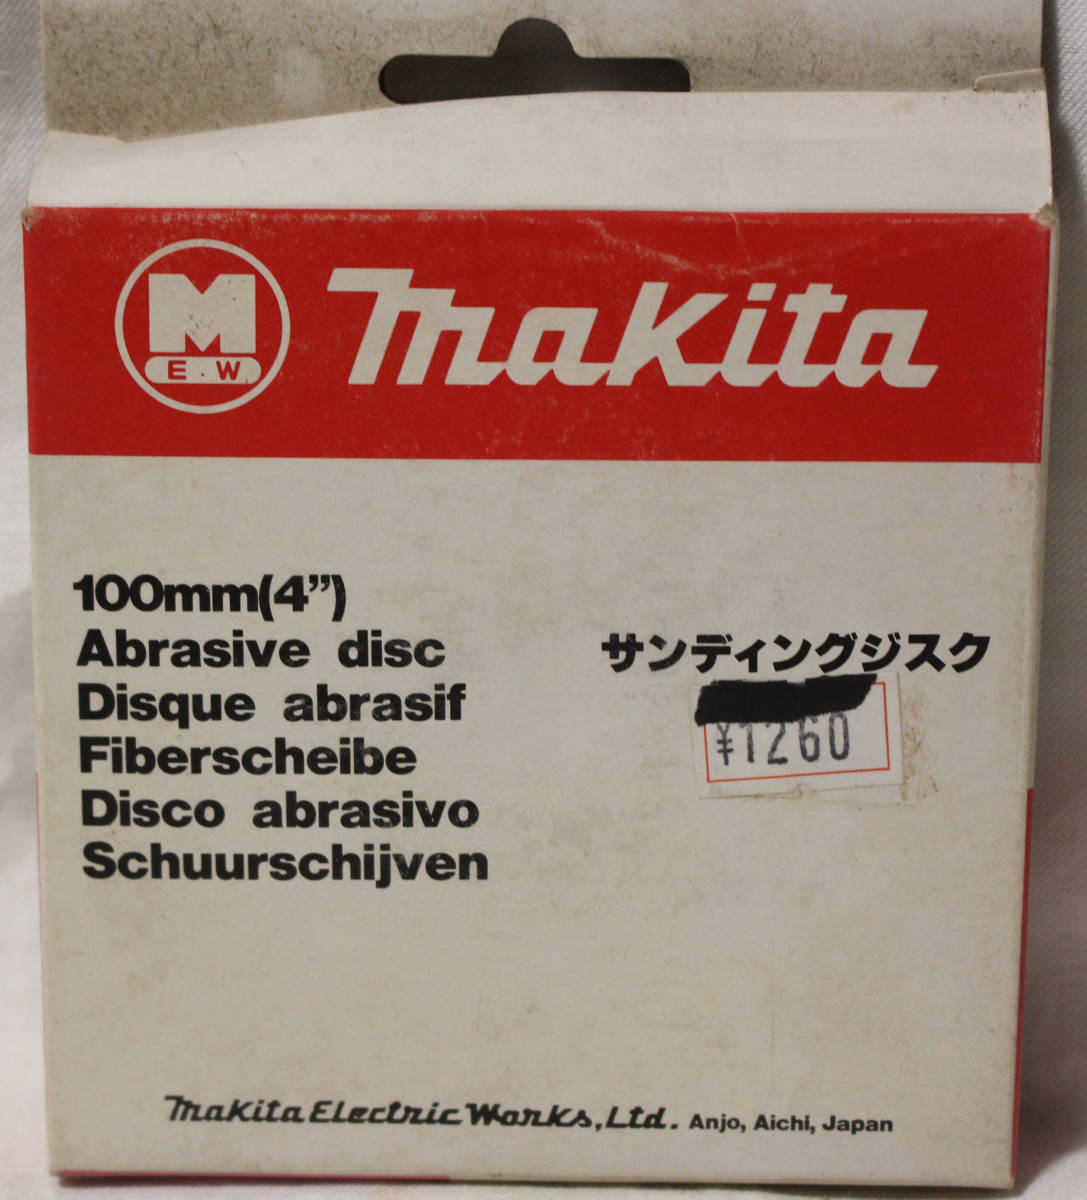 M
E.W
makita
100mm(4")
Abrasive disc
Disque abrasif
Fiberscheibe
Disco abrasivo
Schuurschijven
サンディングジスク
¥1260
Makita Electric Works, Ltd. Anjo, Aichi, Japan